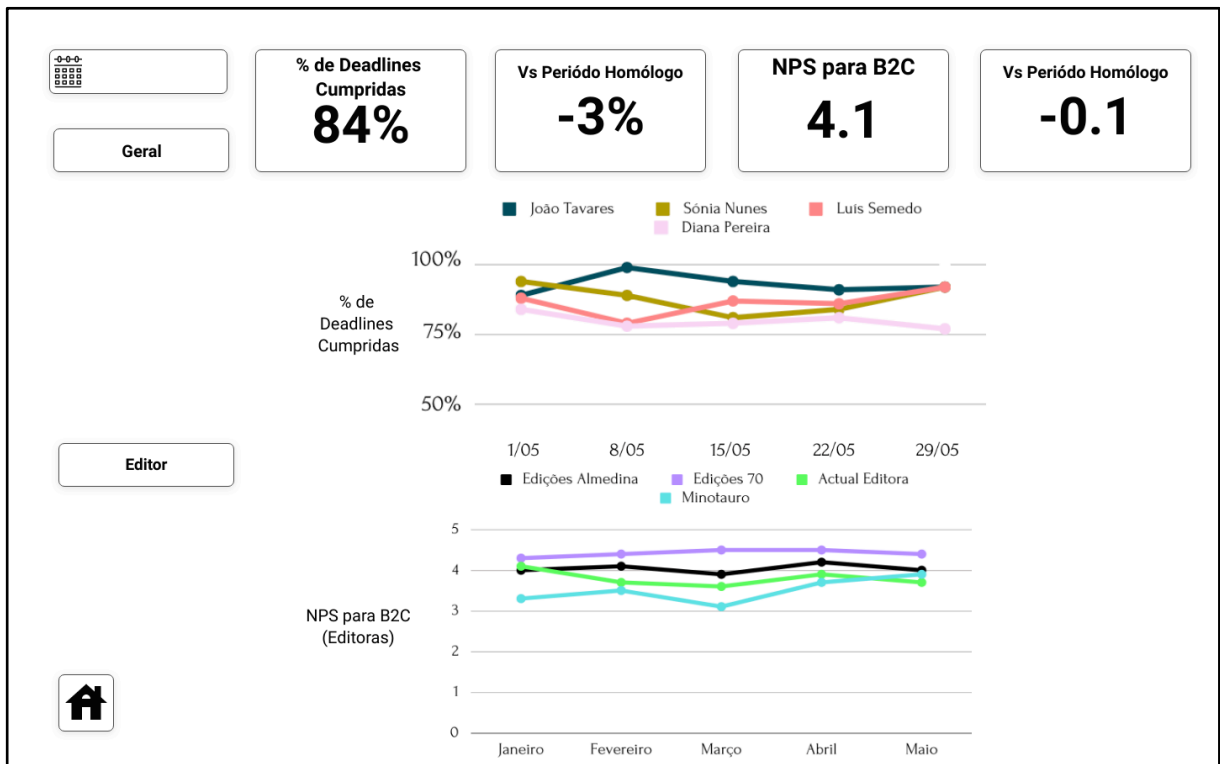 % de Deadlines
Cumpridas
84%
Vs Periódo Homólogo
-3%
NPS para B2C
4.1
Vs Periódo Homólogo
-0.1
Geral
João Tavares
Sónia Nunes
Luís Semedo
Diana Pereira
100%
75%
50%
% de
Deadlines
Cumpridas
1/05
8/05
15/05
22/05
29/05
Editor
Edições Almedina
Edições 70
Actual Editora
Minotauro
5
4
3
2
1
0
NPS para B2C
(Editoras)
Janeiro
Fevereiro
Março
Abril
Maio